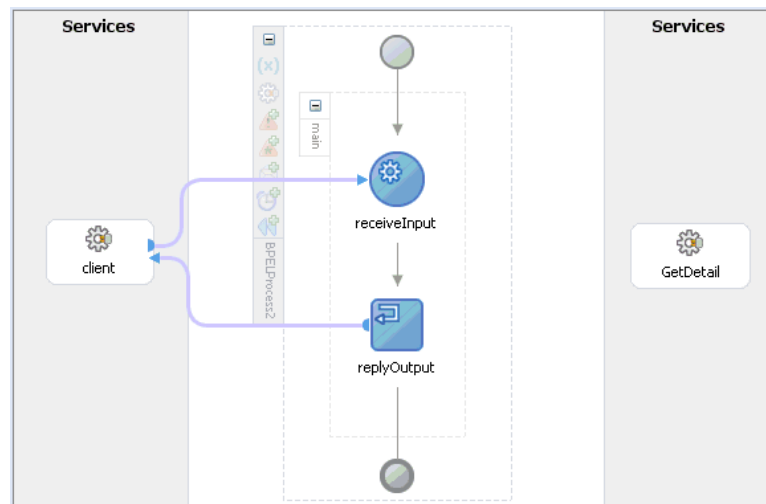 Services
Services
(x)
main
receiveInput
client
BPELProcess2
GetDetail
replyOutput